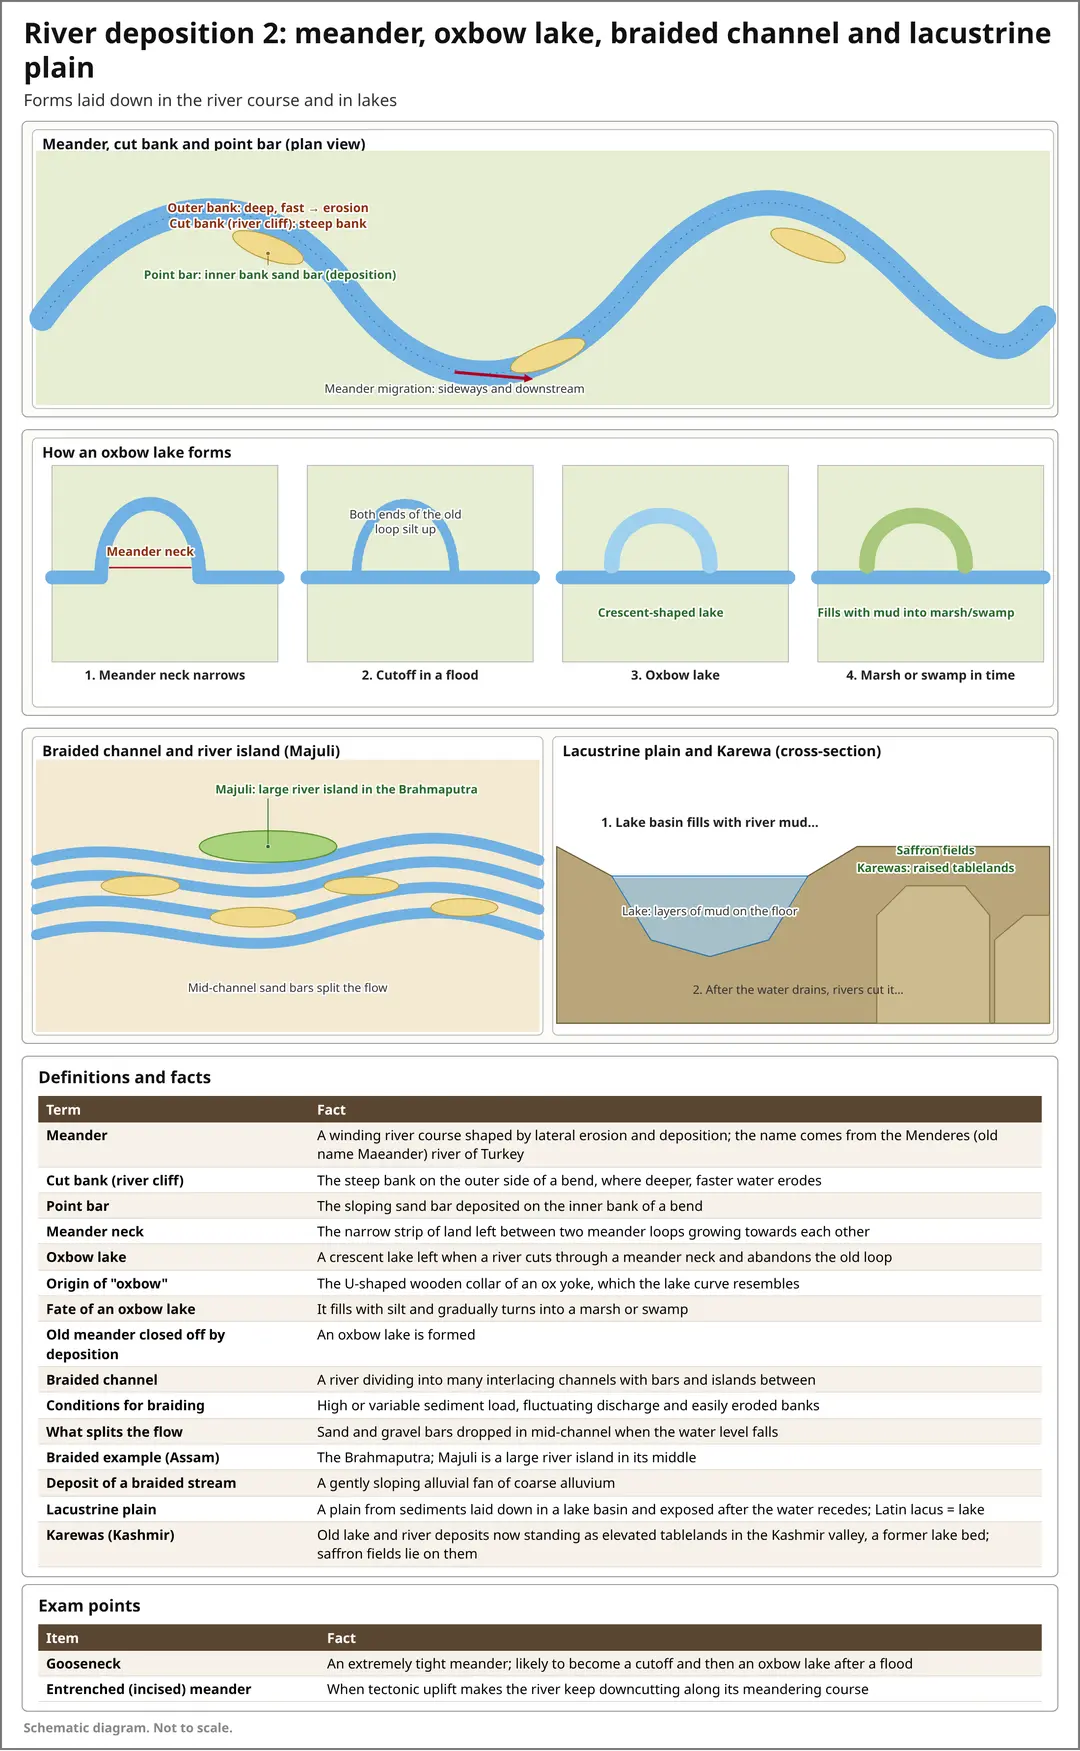 River deposition 2: meander, oxbow lake, braided channel and lacustrine
plain
Forms laid down in the river course and in lakes
Meander, cut bank and point bar (plan view)
Outer bank: deep, fast → erosion
Cut bank (river cliff): steep bank
Point bar: inner bank sand bar (deposition)
Meander migration: sideways and downstream
How an oxbow lake forms
Meander neck
1. Meander neck narrows
Both ends of the old
loop silt up
2. Cutoff in a flood
Crescent-shaped lake
3. Oxbow lake
Fills with mud into marsh/swamp
4. Marsh or swamp in time
Braided channel and river island (Majuli)
Majuli: large river island in the Brahmaputra
Mid-channel sand bars split the flow
Lacustrine plain and Karewa (cross-section)
1. Lake basin fills with river mud...
Saffron fields
Karewas: raised tablelands
Lake: layers of mud on the floor
2. After the water drains, rivers cut it...
Definitions and facts
Term Fact
Meander A winding river course shaped by lateral erosion and deposition; the name comes from the Menderes (old
name Maeander) river of Turkey
Cut bank (river cliff) The steep bank on the outer side of a bend, where deeper, faster water erodes
Point bar The sloping sand bar deposited on the inner bank of a bend
Meander neck The narrow strip of land left between two meander loops growing towards each other
Oxbow lake A crescent lake left when a river cuts through a meander neck and abandons the old loop
Origin of "oxbow" The U-shaped wooden collar of an ox yoke, which the lake curve resembles
Fate of an oxbow lake It fills with silt and gradually turns into a marsh or swamp
Old meander closed off by An oxbow lake is formed
deposition
Braided channel A river dividing into many interlacing channels with bars and islands between
Conditions for braiding High or variable sediment load, fluctuating discharge and easily eroded banks
What splits the flow Sand and gravel bars dropped in mid-channel when the water level falls
Braided example (Assam) The Brahmaputra; Majuli is a large river island in its middle
Deposit of a braided stream A gently sloping alluvial fan of coarse alluvium
Lacustrine plain A plain from sediments laid down in a lake basin and exposed after the water recedes; Latin lacus = lake
Karewas (Kashmir) Old lake and river deposits now standing as elevated tablelands in the Kashmir valley, a former lake bed;
saffron fields lie on them
Exam points
Item Fact
Gooseneck An extremely tight meander; likely to become a cutoff and then an oxbow lake after a flood
Entrenched (incised) meander When tectonic uplift makes the river keep downcutting along its meandering course
Schematic diagram. Not to scale.